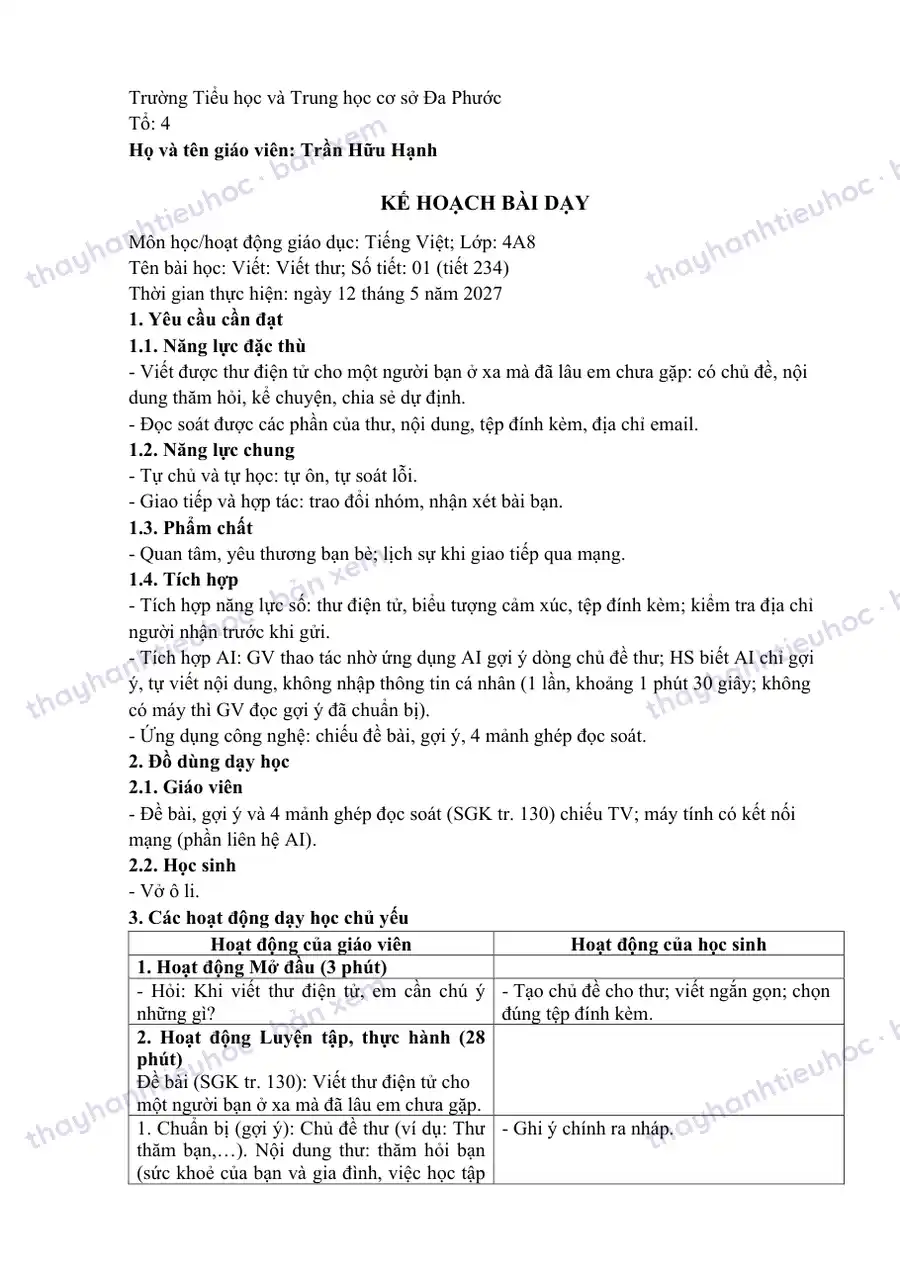 Trường Tiểu học và Trung học cơ sở Đa Phước
Tổ: 4
Họ và tên giáo viên: Trần Hữu Hạnh
KẾ HOẠCH BÀI DẠY
Môn học/hoạt động giáo dục: Tiếng Việt; Lớp: 4A8
Tên bài học: Viết: Viết thư; Số tiết: 01 (tiết 234)
Thời gian thực hiện: ngày 12 tháng 5 năm 2027
1. Yêu cầu cần đạt
1.1. Năng lực đặc thù
- Viết được thư điện tử cho một người bạn ở xa mà đã lâu em chưa gặp: có chủ đề, nội
dung thăm hỏi, kể chuyện, chia sẻ dự định.
- Đọc soát được các phần của thư, nội dung, tệp đính kèm, địa chỉ email.
1.2. Năng lực chung
- Tự chủ và tự học: tự ôn, tự soát lỗi.
- Giao tiếp và hợp tác: trao đổi nhóm, nhận xét bài bạn.
1.3. Phẩm chất
- Quan tâm, yêu thương bạn bè; lịch sự khi giao tiếp qua mạng.
1.4. Tích hợp
- Tích hợp năng lực số: thư điện tử, biểu tượng cảm xúc, tệp đính kèm; kiểm tra địa chỉ
người nhận trước khi gửi.
- Tích hợp AI: GV thao tác nhờ ứng dụng AI gợi ý dòng chủ đề thư; HS biết AI chỉ gợi
ý, tự viết nội dung, không nhập thông tin cá nhân (1 lần, khoảng 1 phút 30 giây; không
có máy thì GV đọc gợi ý đã chuẩn bị).
- Ứng dụng công nghệ: chiếu đề bài, gợi ý, 4 mảnh ghép đọc soát.
2. Đồ dùng dạy học
2.1. Giáo viên
- Đề bài, gợi ý và 4 mảnh ghép đọc soát (SGK tr. 130) chiếu TV; máy tính có kết nối
mạng (phần liên hệ AI).
2.2. Học sinh
- Vở ô li.
3. Các hoạt động dạy học chủ yếu
Hoạt động của giáo viên
Hoạt động của học sinh
1. Hoạt động Mở đầu (3 phút)
- Hỏi: Khi viết thư điện tử, em cần chú ý
những gì?
- Tạo chủ đề cho thư; viết ngắn gọn; chọn
đúng tệp đính kèm.
2. Hoạt động Luyện tập, thực hành (28
phút)
Đề bài (SGK tr. 130): Viết thư điện tử cho
một người bạn ở xa mà đã lâu em chưa gặp.
1. Chuẩn bị (gợi ý): Chủ đề thư (ví dụ: Thư
thăm bạn,…). Nội dung thư: thăm hỏi bạn
(sức khoẻ của bạn và gia đình, việc học tập
- Ghi ý chính ra nháp.
thayhanhtieuhoc · bản xem
thayhanhtieuhoc · b
thayhanhtieuhoc · bản xem
thayhanhtieuhoc · b
thayhanhtieuhoc · bản xem
thayhanhtieuhoc · b